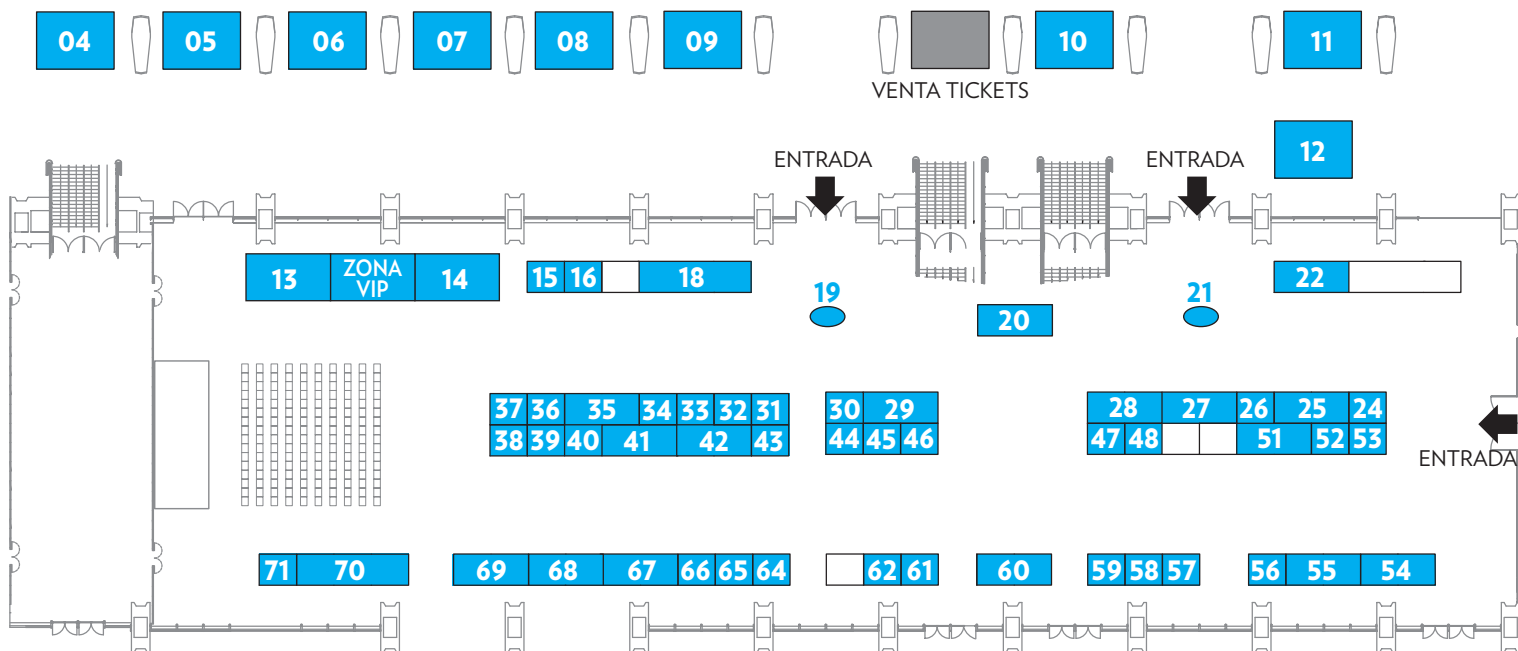 04 05 06 07 08 09 10 11
VENTA TICKETS
12
ENTRADA ENTRADA
13 ZONA VIP 14 15 16 18 22
19 21
20
37 36 35 34 33 32 31 30 29 28 27 26 25 24
38 39 40 41 42 43 44 45 46 47 48 51 52 53
ENTRADA
71 70 69 68 67 66 65 64 62 61 60 59 58 57 56 55 54